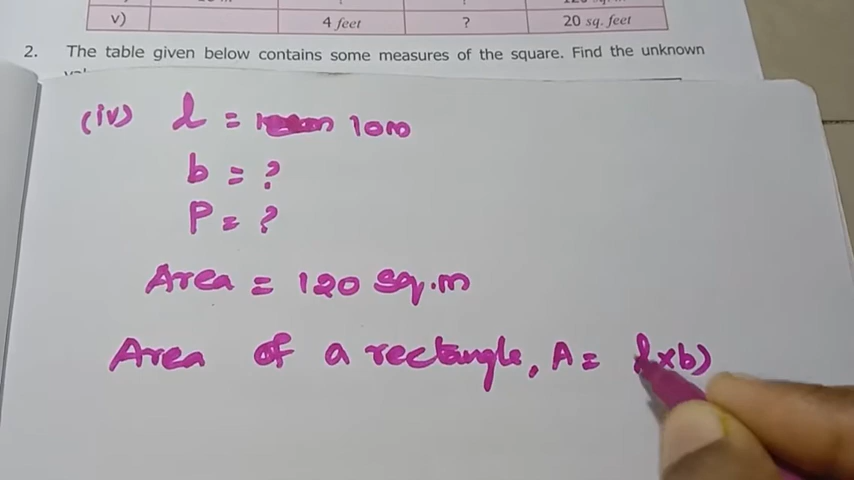 v) 4 feet ? 20 sq. feet
2. The table given below contains some measures of the square. Find the unknown
(iv) l = 10m
b = ?
P = ?
Area = 120 sq.m
Area of a rectangle, A = l×b)